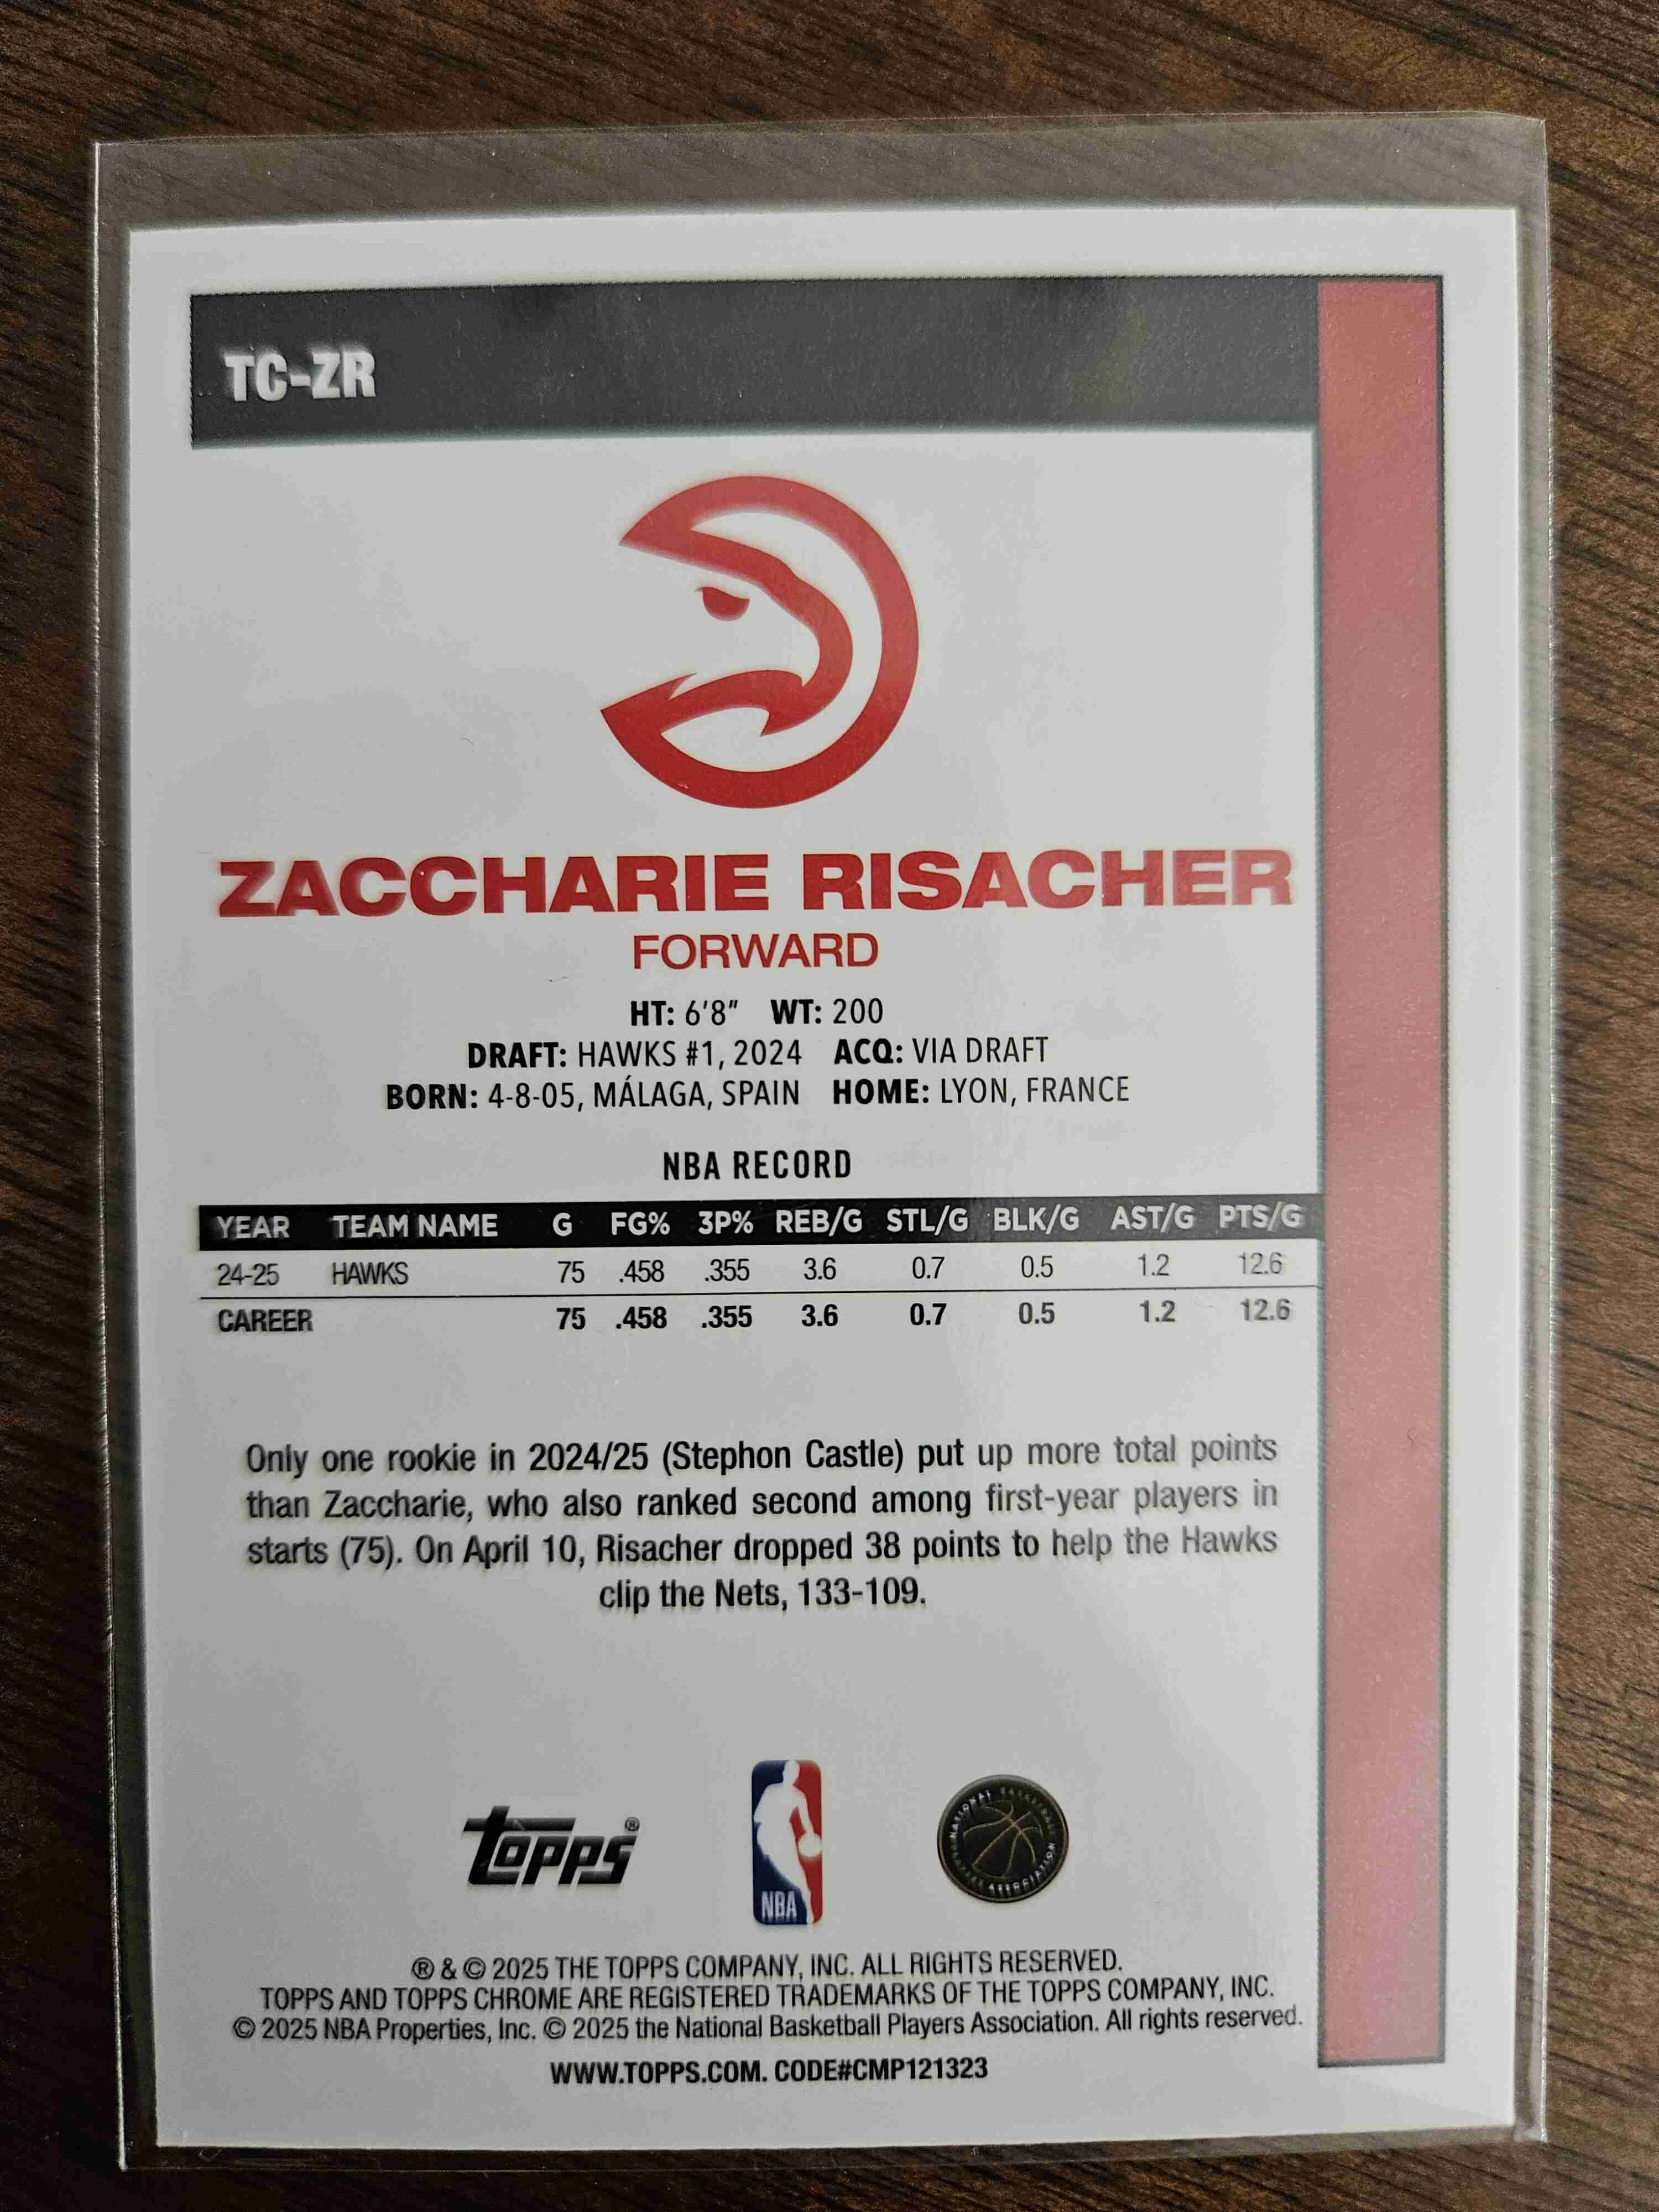 TC-ZR
ZACCHARIE RISACHER
FORWARD
HT: 6'8" WT: 200
DRAFT: HAWKS #1, 2024 ACQ: VIA DRAFT
BORN: 4-8-05, MÁLAGA, SPAIN HOME: LYON, FRANCE
NBA RECORD
YEAR TEAM NAME G FG% 3P% REB/G STL/G BLK/G AST/G PTS/G
24-25 HAWKS 75 .458 .355 3.6 0.7 0.5 1.2 12.6
CAREER 75 .458 .355 3.6 0.7 0.5 1.2 12.6
Only one rookie in 2024/25 (Stephon Castle) put up more total points
than Zaccharie, who also ranked second among first-year players in
starts (75). On April 10, Risacher dropped 38 points to help the Hawks
clip the Nets, 133-109.
topps®
NBA
NATIONAL BASKETBALL PLAYERS ASSOCIATION
® & © 2025 THE TOPPS COMPANY, INC. ALL RIGHTS RESERVED.
TOPPS AND TOPPS CHROME ARE REGISTERED TRADEMARKS OF THE TOPPS COMPANY, INC.
© 2025 NBA Properties, Inc. © 2025 the National Basketball Players Association. All rights reserved.
WWW.TOPPS.COM. CODE#CMP121323